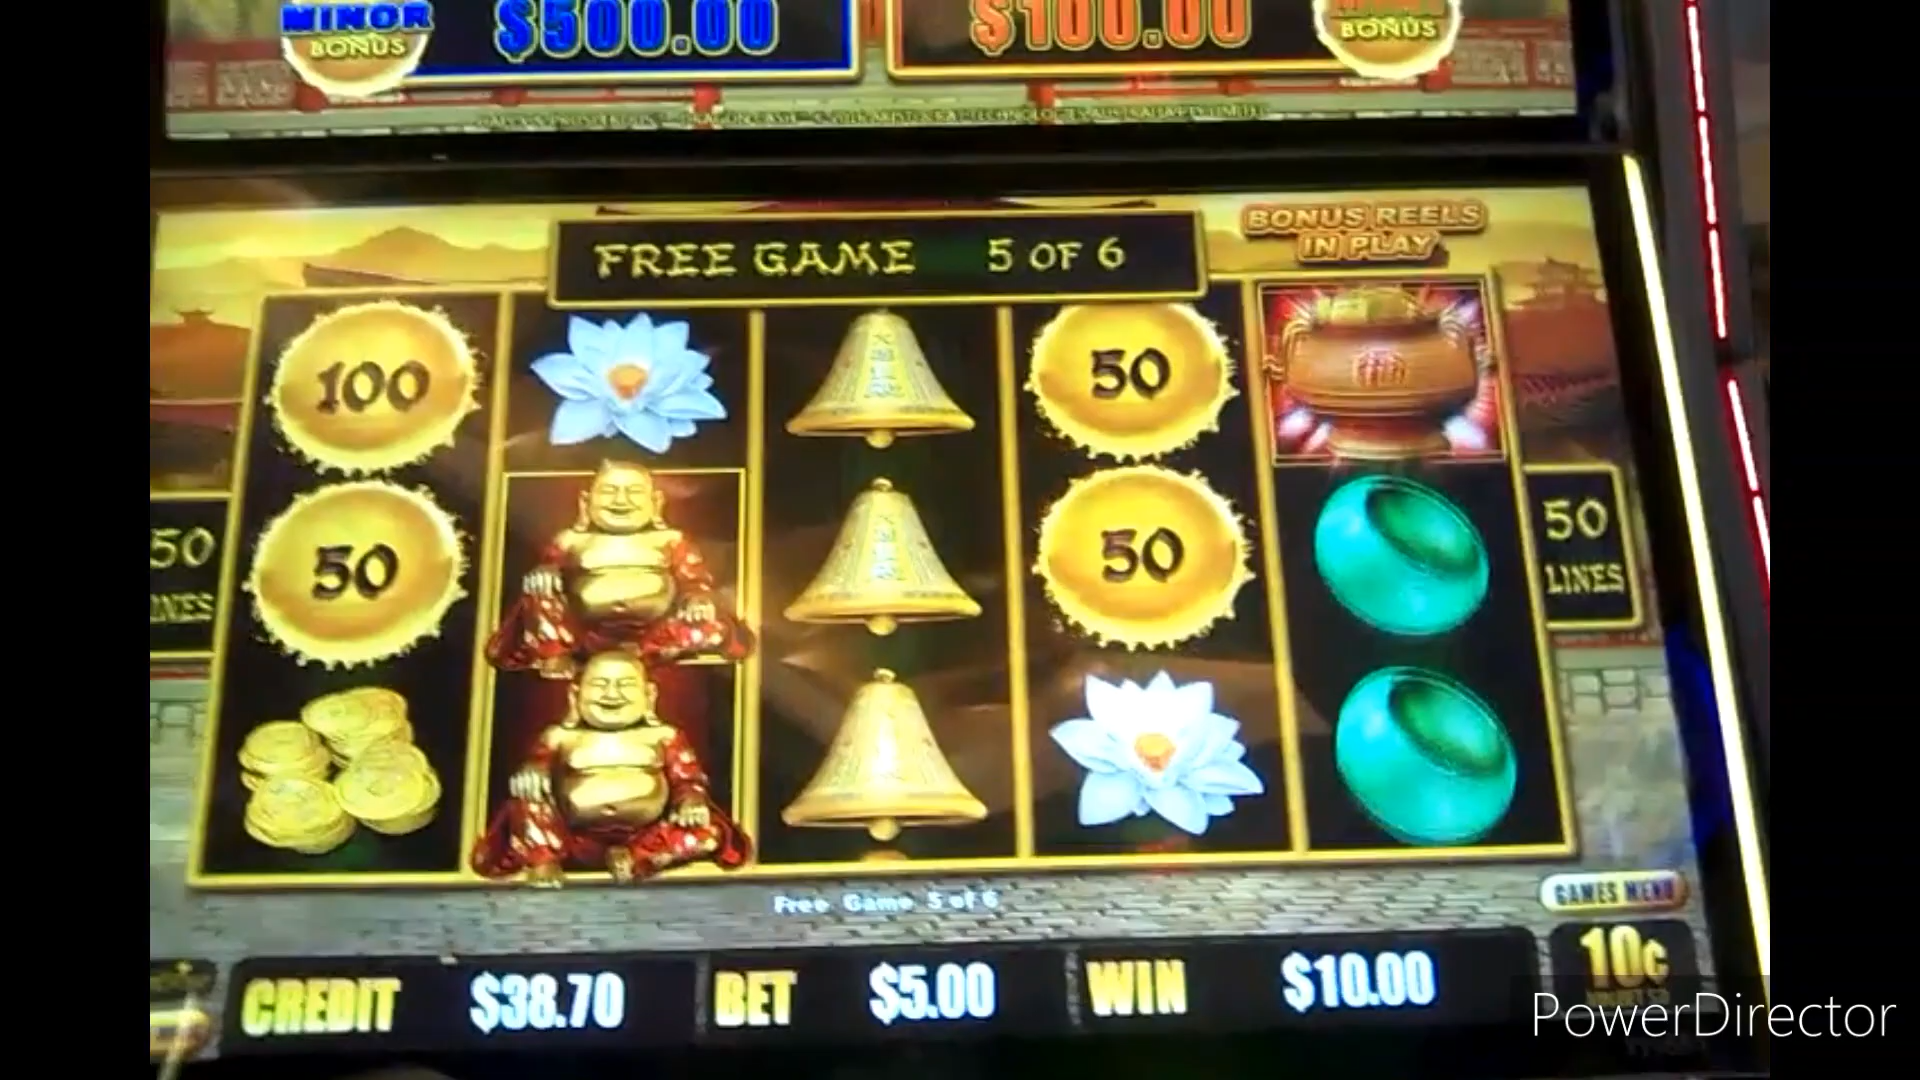 MINOR
BONUS
$500.00
$100.00
BONUS
FREE GAME 5 OF 6
BONUS REELS
IN PLAY
100
50
50
50
50
LINES
50
LINES
Free Game 5 of 6
GAMES MENU
CREDIT $38.70 BET $5.00 WIN $10.00
10¢
PowerDirector